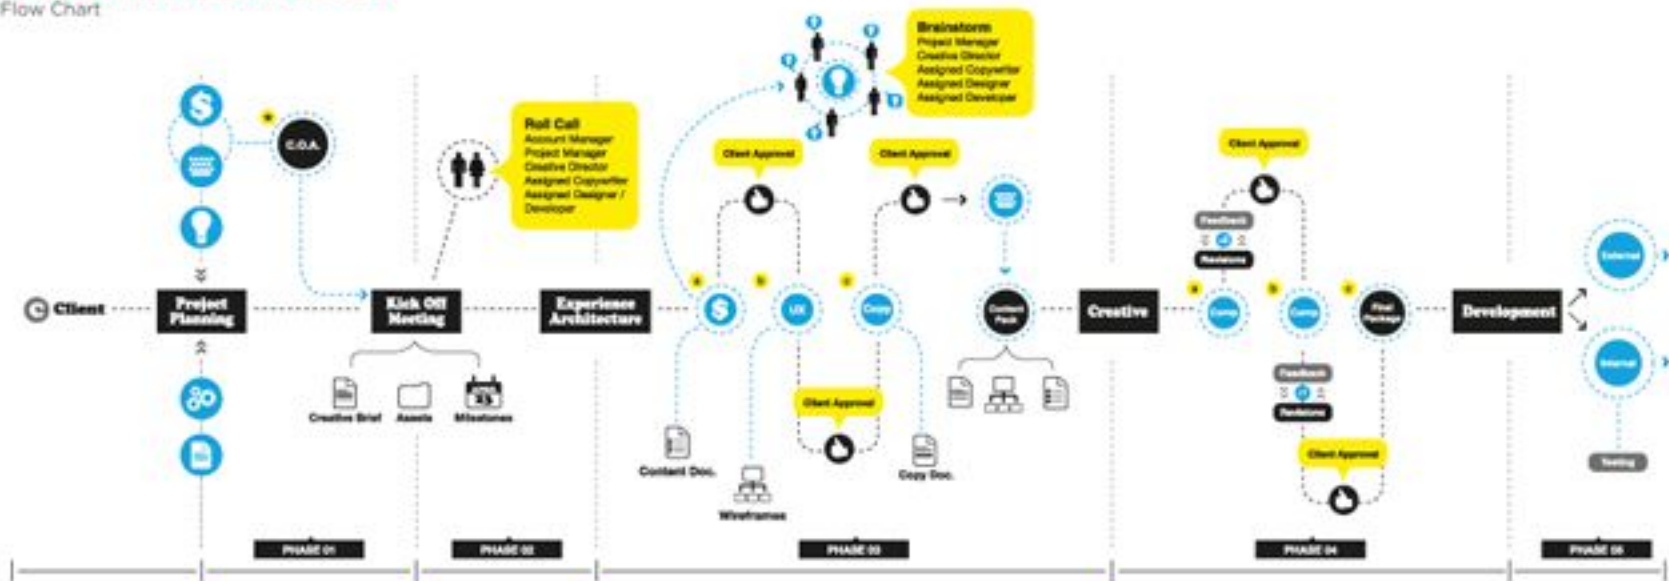 Flow Chart
Client
Project
Planning
C.O.A.
Kick Off
Meeting
Creative Brief
Assets
Milestones
Roll Call
Account Manager
Project Manager
Creative Director
Assigned Copywriter
Assigned Designer /
Developer
Experience
Architecture
Brainstorm
Project Manager
Creative Director
Assigned Copywriter
Assigned Designer
Assigned Developer
Client Approval
Client Approval
a
b
c
UX
Copy
Client Approval
Content Doc.
Wireframes
Copy Doc.
Content
Pack
Creative
Client Approval
Feedback
Revisions
a
b
c
Comp
Comp
Final
Package
Feedback
Revisions
Client Approval
Development
External
Internal
Testing
PHASE 01
PHASE 02
PHASE 03
PHASE 04
PHASE 05